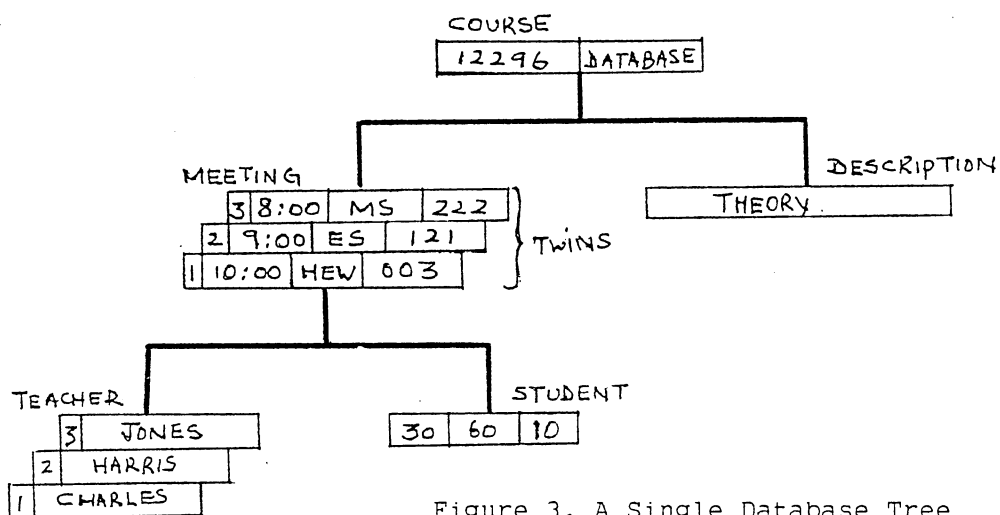 COURSE
12296 DATABASE
MEETING
DESCRIPTION
3 8:00 MS 222
THEORY.
2 9:00 ES 121
TWINS
1 10:00 HEW 003
TEACHER
STUDENT
3 JONES
30 60 10
2 HARRIS
1 CHARLES
Figure 3. A Single Database Tree